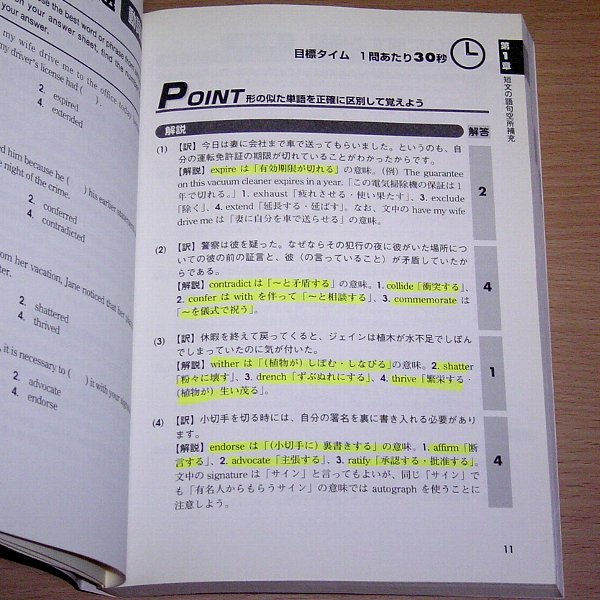 se the best word or phrase from among
n your answer sheet, find the number
your answer.
my wife drive me to the office today
my driver's license had ( ).
2. expired
4. extended
ed him because he ( ) his earlier
night of the crime.
2. conferred
4. contradicted
om her vacation, Jane noticed that her
2. shattered
4. thrived
it is necessary to ( ) it with your
2. advocate
4. endorse
目標タイム 1問あたり30秒
第1章
短文の語句空所補充
POINT 形の似た単語を正確に区別して覚えよう
解説 解答
(1) 【訳】今日は妻に会社まで車で送ってもらいました。というのも、自
分の運転免許証の期限が切れていることがわかったからです。
【解説】expire は「有効期限が切れる」の意味。(例) The guarantee
on this vacuum cleaner expires in a year.「この電気掃除機の保証は1
年で切れる。」1. exhaust「疲れさせる・使い果たす」、3. exclude
「除く」、4. extend「延長する・延ばす」。なお、文中の have my wife
drive me は「妻に自分を車で送らせる」の意味。
2
(2) 【訳】警察は彼を疑った。なぜならその犯行の夜に彼がいた場所につ
いての彼の前の証言と、彼（の言っていること）が矛盾していたか
らである。
【解説】contradict は「〜と矛盾する」の意味。1. collide「衝突する」、
2. confer は with を伴って「〜と相談する」、3. commemorate は
「〜を儀式で祝う」。
4
(3) 【訳】休暇を終えて戻ってくると、ジェインは植木が水不足でしぼん
でしまっていたのに気が付いた。
【解説】wither は「(植物が) しぼむ・しなびる」の意味。2. shatter
「粉々に壊す」、3. drench「ずぶぬれにする」、4. thrive「繁栄する・
(植物が) 生い茂る」。
1
(4) 【訳】小切手を切る時には、自分の署名を裏に書き入れる必要があり
ます。
【解説】endorse は「(小切手に) 裏書きする」の意味。1. affirm「断
言する」、2. advocate「主張する」、3. ratify「承認する・批准する」。
文中の signature は「サイン」と言ってもよいが、同じ「サイン」で
も「有名人からもらうサイン」の意味では autograph を使うことに
注意しよう。
4
11